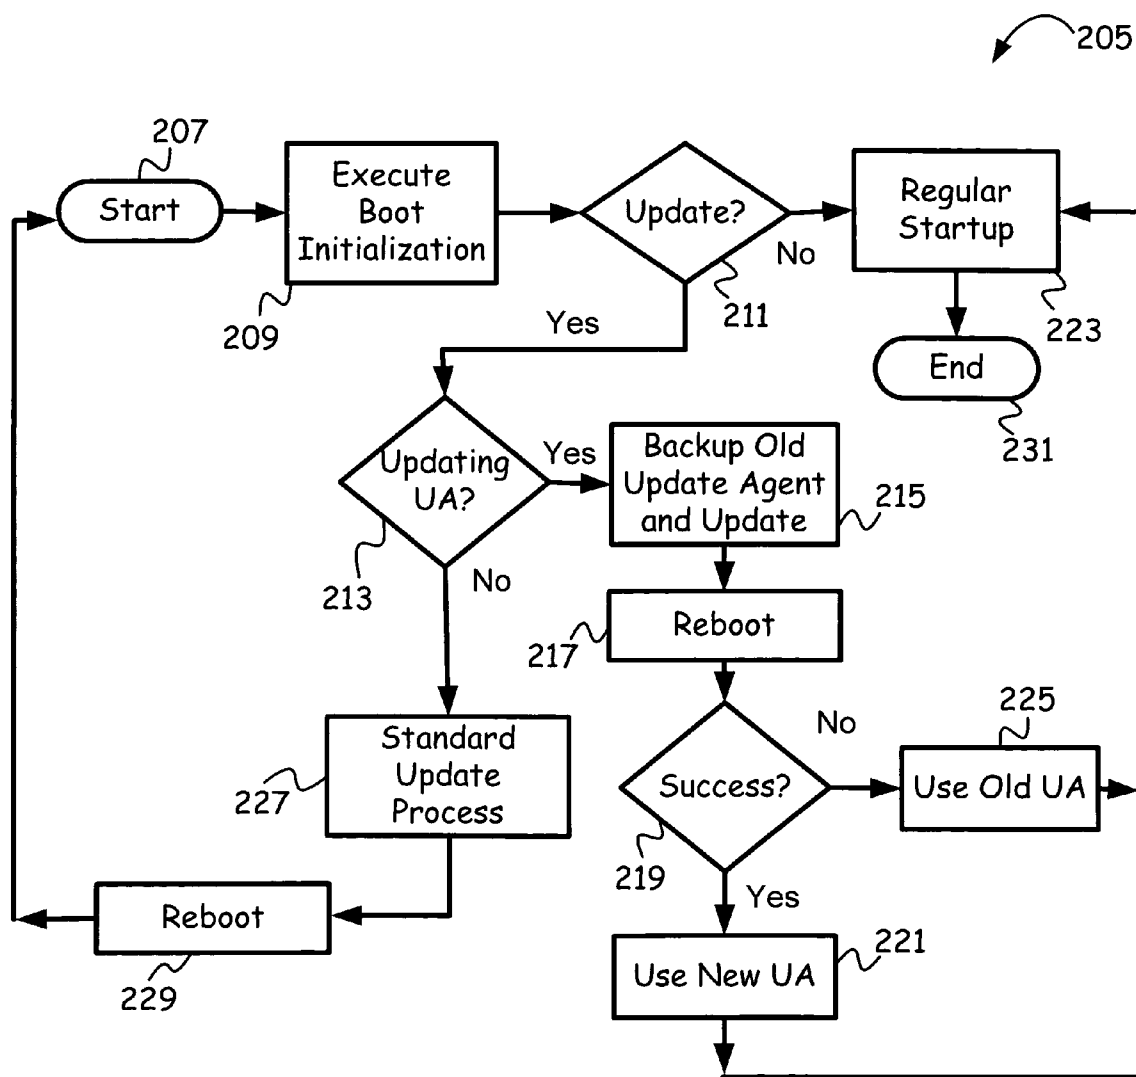 205
207
Start
Execute
Boot
Initialization
209
Update?
211
No
Yes
Regular
Startup
223
End
231
Updating
UA?
213
Yes
No
Backup Old
Update Agent
and Update
215
Reboot
217
Success?
219
No
Yes
225
Use Old UA
Standard
Update
Process
227
Reboot
229
Use New UA
221